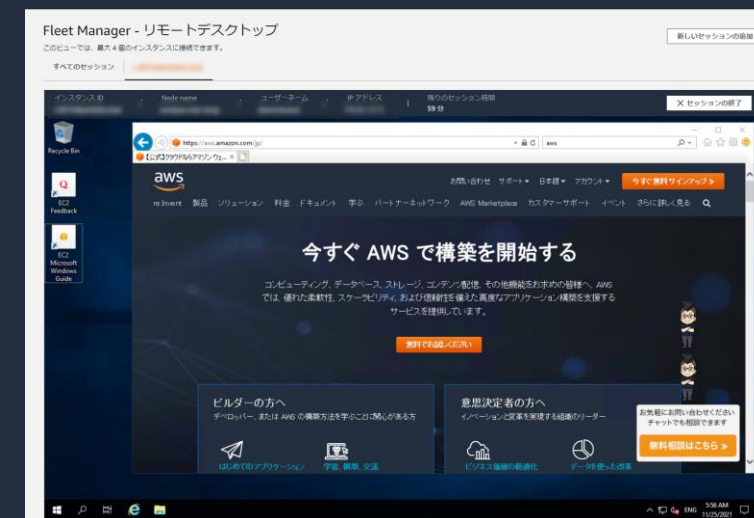 Fleet Manager - リモートデスクトップ
このビューでは、最大 4 個のインスタンスに接続できます。
新しいセッションの追加
すべてのセッション
インスタンス ID
Node name
ユーザーネーム
IP アドレス
残りのセッション時間
59 分
✕ セッションの終了
Recycle Bin
EC2
Feedback
EC2
Microsoft
Windows
Guide
https://aws.amazon.com/jp/
aws
【公式】クラウドならアマゾン ウェ...
aws
お問い合わせ サポート 日本語 アカウント
今すぐ無料サインアップ »
re:Invent 製品 ソリューション 料金 ドキュメント 学ぶ パートナーネットワーク AWS Marketplace カスタマーサポート イベント さらに詳しく見る
今すぐ AWS で構築を開始する
コンピューティング、データベース、ストレージ、コンテンツ配信、その他機能をお求めの皆様へ、AWS
では、優れた柔軟性、スケーラビリティ、および信頼性を備えた高度なアプリケーション構築を支援する
サービスを提供しています。
無料でお試しください
ビルダーの方へ
デベロッパー、または AWS の構築方法を学ぶことに関心がある方
はじめてのアプリケーション
学習、構築、交流
意思決定者の方へ
イノベーションと変革を実現する組織のリーダー
ビジネス価値の最適化
データを使った改革
お気軽にお問い合わせください
チャットでも相談できます
無料相談はこちら »
ENG
5:56 AM
11/25/2021